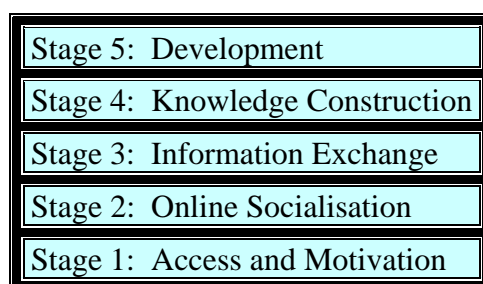 Stage 5: Development
Stage 4: Knowledge Construction
Stage 3: Information Exchange
Stage 2: Online Socialisation
Stage 1: Access and Motivation